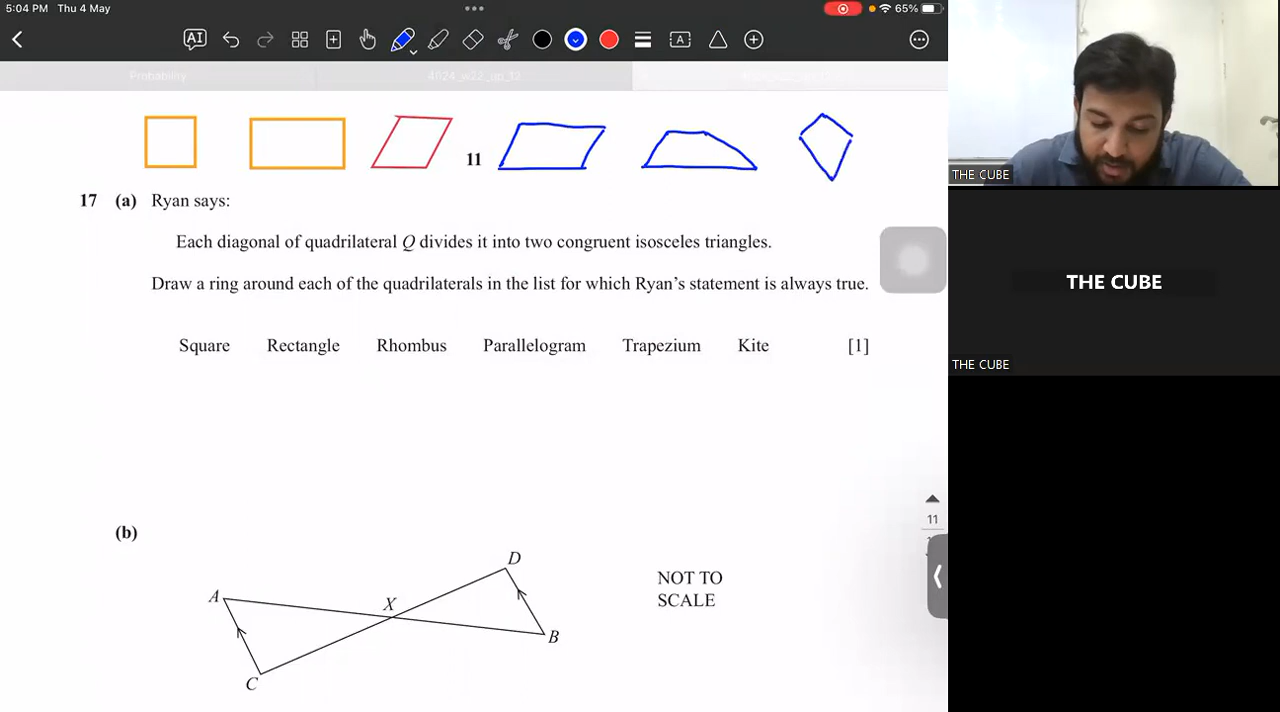 5:04 PM Thu 4 May
65%
AI
A
Probability
11
THE CUBE
17 (a) Ryan says:
Each diagonal of quadrilateral Q divides it into two congruent isosceles triangles.
Draw a ring around each of the quadrilaterals in the list for which Ryan's statement is always true.
Square Rectangle Rhombus Parallelogram Trapezium Kite [1]
THE CUBE
THE CUBE
11
(b)
D
NOT TO
SCALE
A
X
B
C